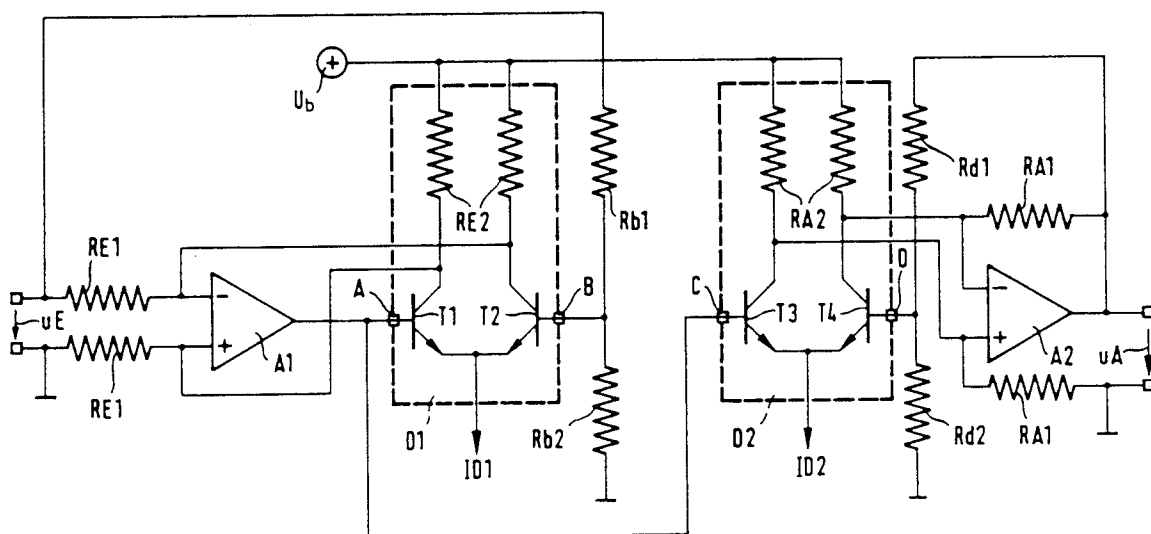 +
Ub
Rd1
RA1
RE2
Rb1
RA2
RE1
A
B
C
D
uE
-
+
A1
T1
T2
T3
T4
-
+
A2
uA
RE1
D1
Rb2
D2
Rd2
RA1
ID1
ID2